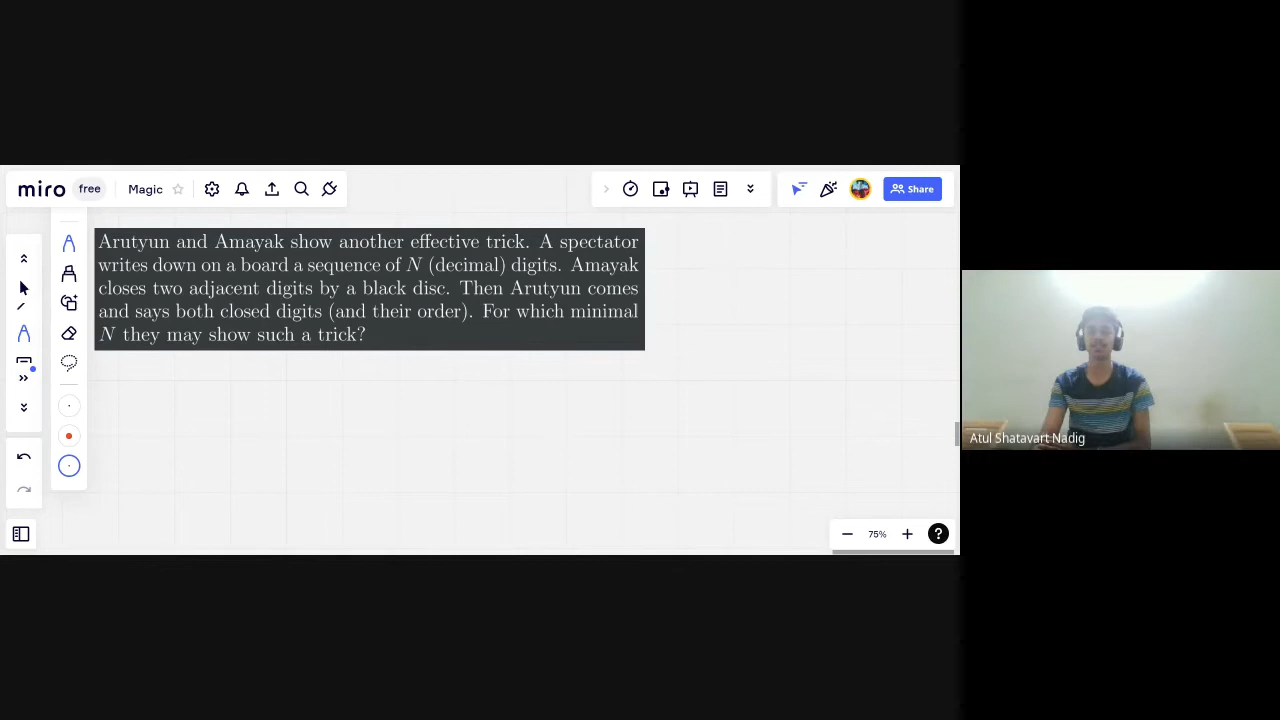 miro free Magic Share
Arutyun and Amayak show another effective trick. A spectator
writes down on a board a sequence of N (decimal) digits. Amayak
closes two adjacent digits by a black disc. Then Arutyun comes
and says both closed digits (and their order). For which minimal
N they may show such a trick?
Atul Shatavart Nadig
75%